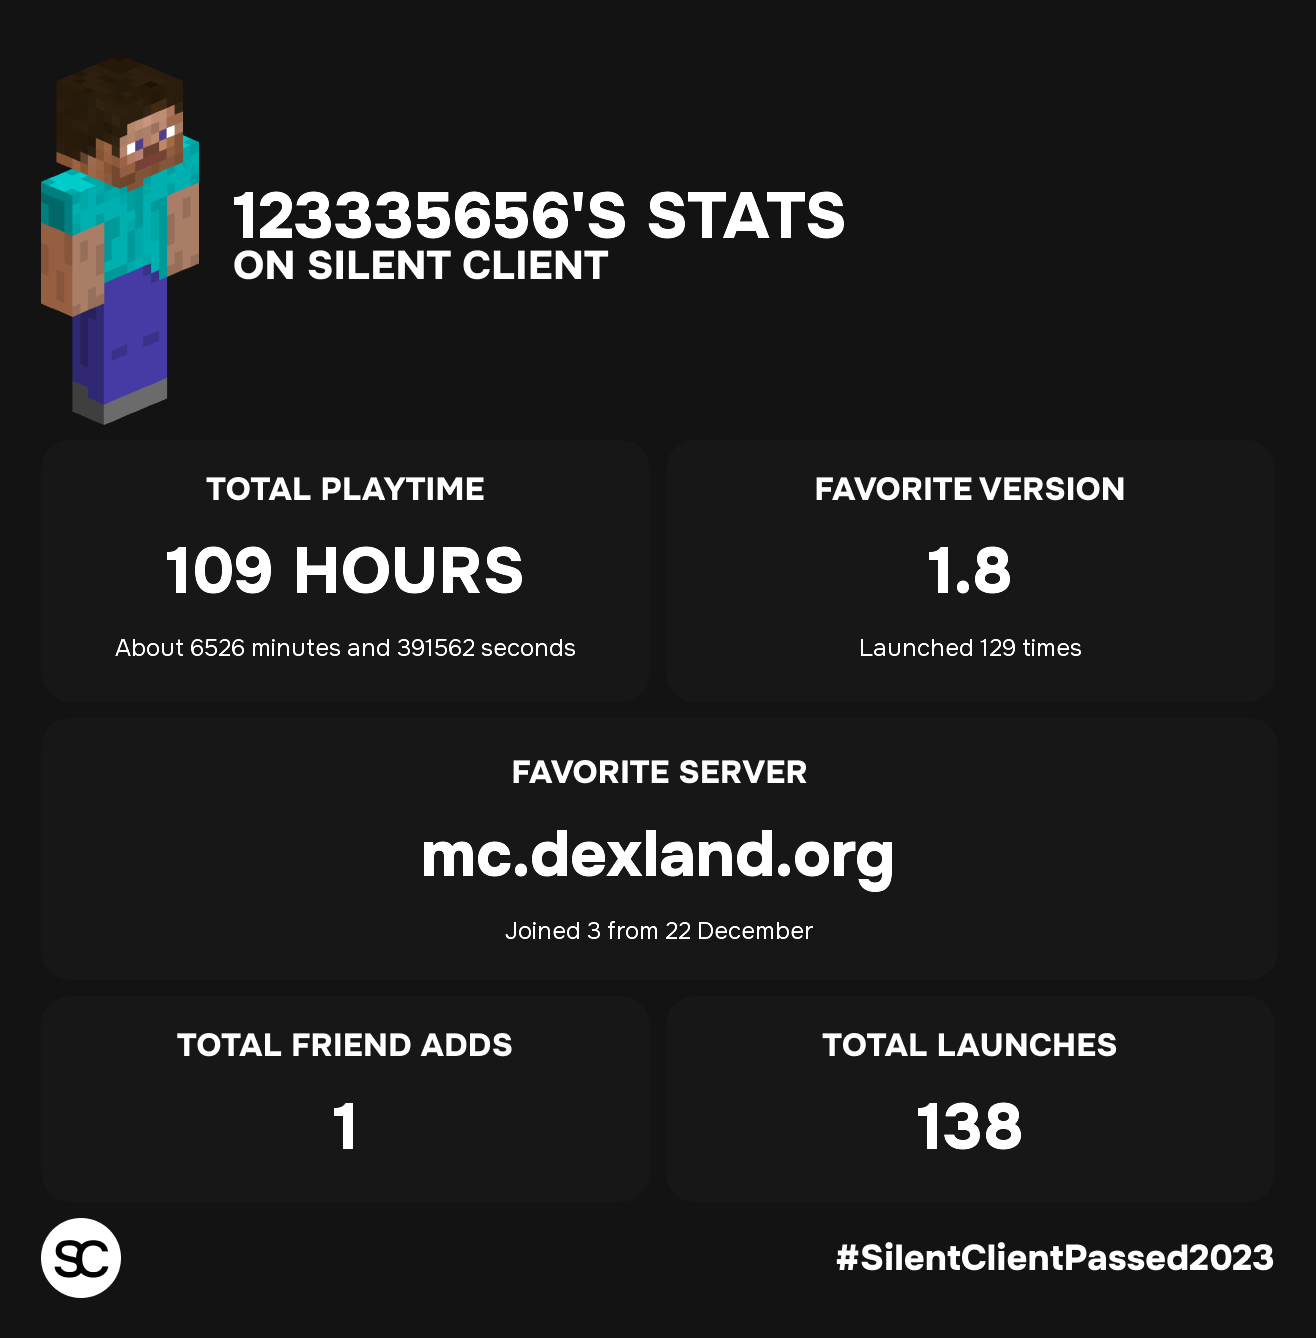 123335656'S STATS
ON SILENT CLIENT
TOTAL PLAYTIME
109 HOURS
About 6526 minutes and 391562 seconds
FAVORITE VERSION
1.8
Launched 129 times
FAVORITE SERVER
mc.dexland.org
Joined 3 from 22 December
TOTAL FRIEND ADDS
1
TOTAL LAUNCHES
138
SC
#SilentClientPassed2023